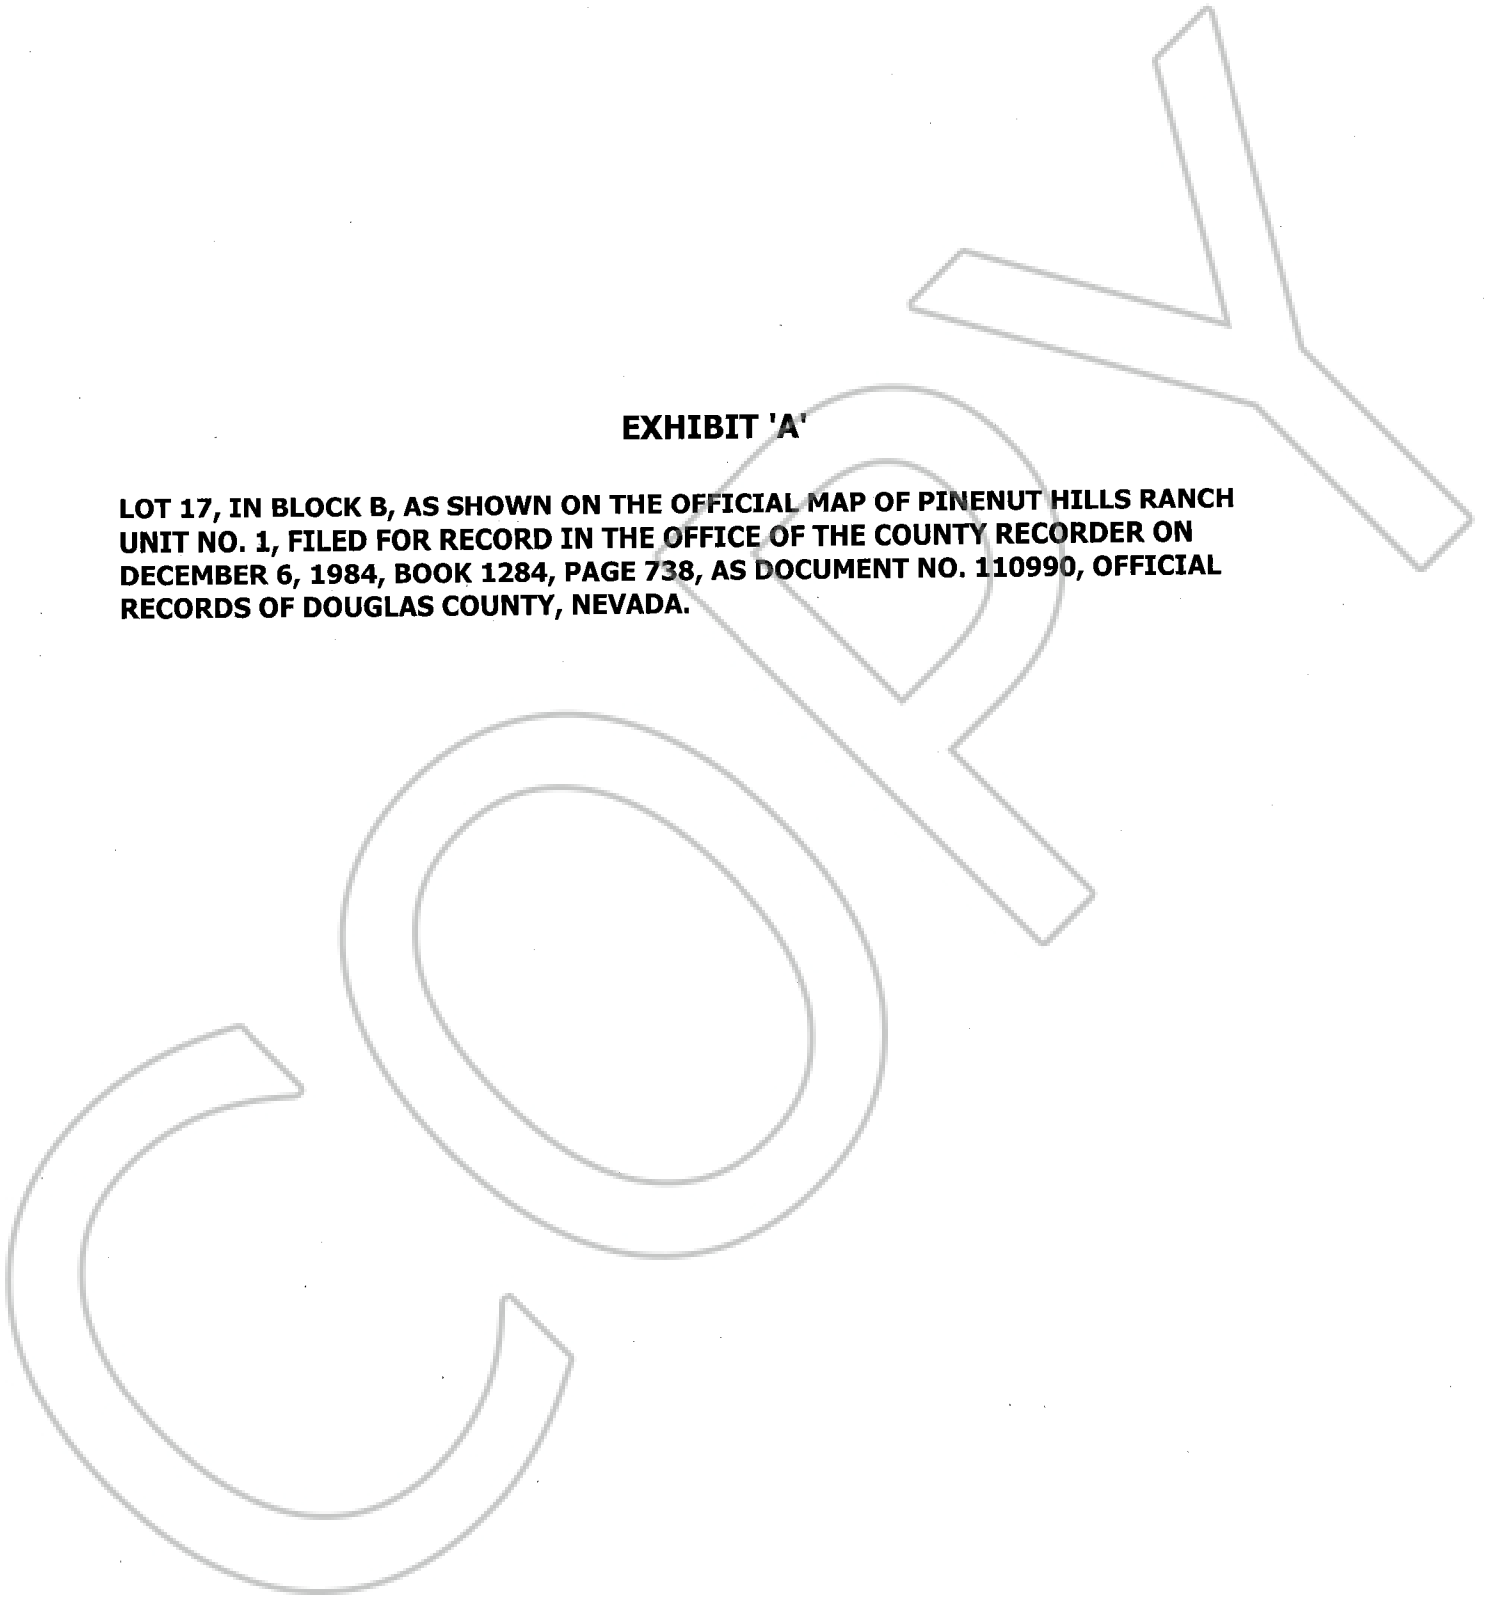 EXHIBIT 'A'
LOT 17, IN BLOCK B, AS SHOWN ON THE OFFICIAL MAP OF PINENUT HILLS RANCH
UNIT NO. 1, FILED FOR RECORD IN THE OFFICE OF THE COUNTY RECORDER ON
DECEMBER 6, 1984, BOOK 1284, PAGE 738, AS DOCUMENT NO. 110990, OFFICIAL
RECORDS OF DOUGLAS COUNTY, NEVADA.
COPY